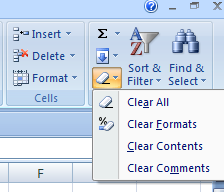 Insert
Delete
Format
Cells
Σ
Sort &
Filter
Find &
Select
Clear All
Clear Formats
Clear Contents
Clear Comments
F